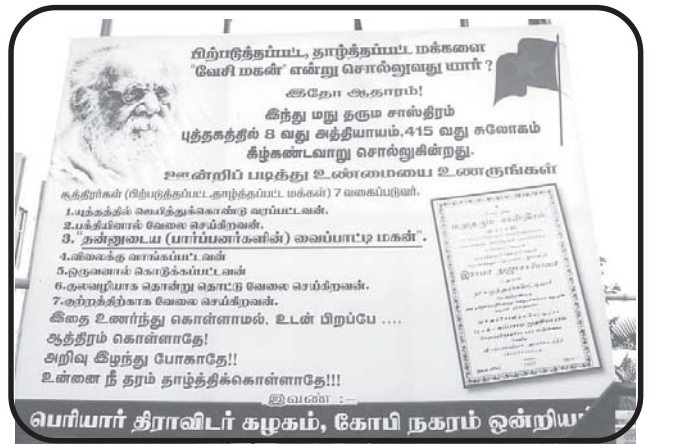 பிற்படுத்தப்பட்ட, தாழ்த்தப்பட்ட மக்களை
"வேசி மகன்" என்று சொல்லுவது யார் ?
இதோ ஆதாரம்!
இந்து மநு தரும சாஸ்திரம்
புத்தகத்தில் 8 வது அத்தியாயம்,415 வது சுலோகம்
கீழ்கண்டவாறு சொல்லுகின்றது.
ஊன்றிப் படித்து உண்மையை உணருங்கள்
சூத்திரர்கள் (பிற்படுத்தப்பட்ட,தாழ்த்தப்பட்ட மக்கள்) 7 வகைப்படுவர்.
1.யுத்தத்தில் ஜெயித்துக்கொண்டு வரப்பட்டவன்.
2.பக்தியினால் வேலை செய்கிறவன்.
3."தன்னுடைய (பார்ப்பனர்களின்) வைப்பாட்டி மகன்".
4.விலைக்கு வாங்கப்பட்டவன்
5.ஒருவனால் கொடுக்கப்பட்டவன்
6.தலைவழியாக தொன்று தொட்டு வேலை செய்கிறவன்.
7.குற்றத்திற்காக வேலை செய்கிறவன்.
இதை உணர்ந்து கொள்ளாமல், உடன் பிறப்பே ....
ஆத்திரம் கொள்ளாதே!
அறிவு இழந்து போகாதே!!
உன்னை நீ தரம் தாழ்த்திக்கொள்ளாதே!!!
இவண் :-
பெரியார் திராவிடர் கழகம், கோபி நகரம் ஒன்றிய